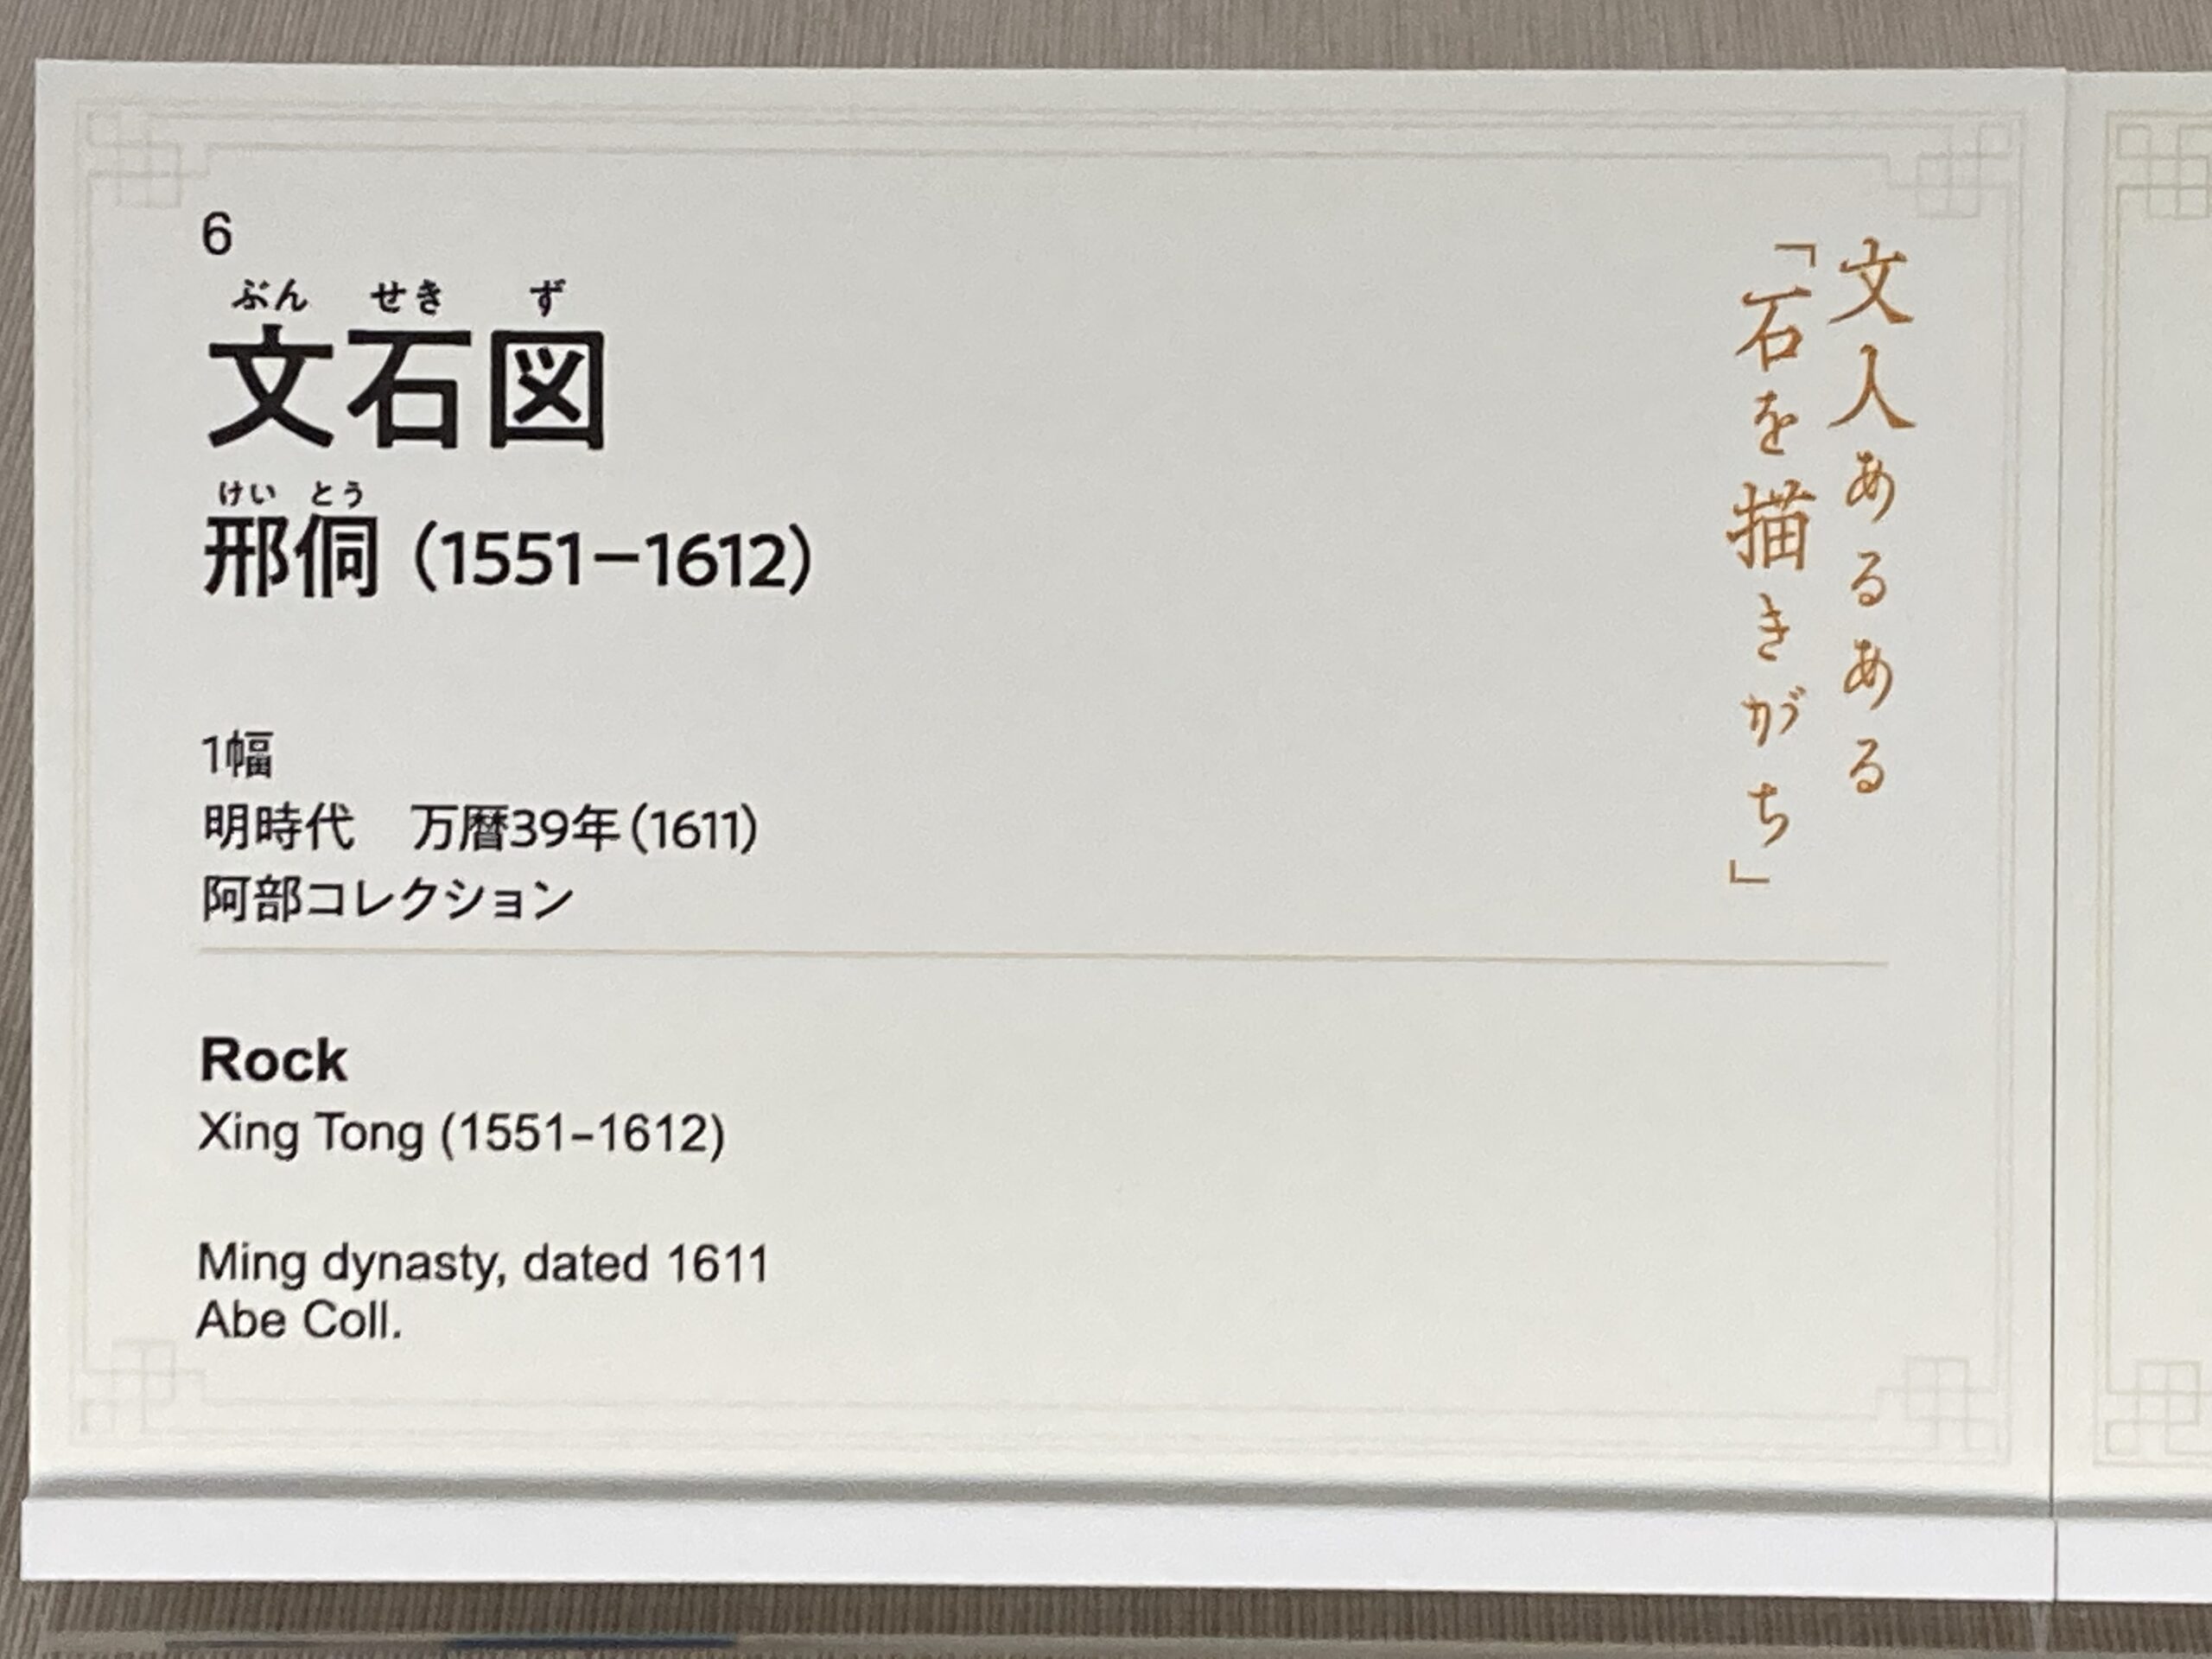 6
ぶん せき ず
文石図
けい とう
邢侗（1551−1612）
1幅
明時代　万暦39年（1611）
阿部コレクション
文人あるある
「石を描きがち」
Rock
Xing Tong (1551–1612)
Ming dynasty, dated 1611
Abe Coll.